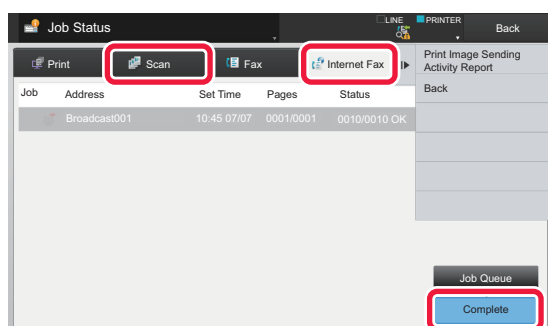 Job Status
LINE
PRINTER
Back
Print
Scan
Fax
Internet Fax
Print Image Sending
Activity Report
Back
Job Address Set Time Pages Status
Broadcast001 10:45 07/07 0001/0001 0010/0010 OK
Job Queue
Complete